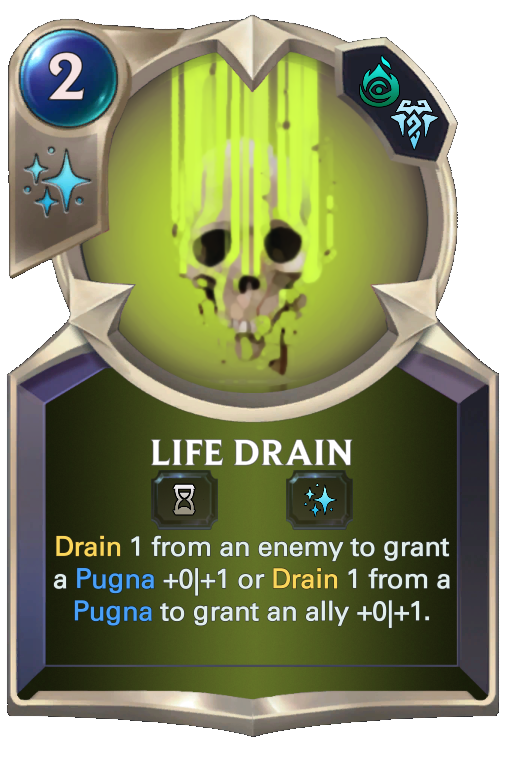 2
LIFE DRAIN
Drain 1 from an enemy to grant
a Pugna +0|+1 or Drain 1 from a
Pugna to grant an ally +0|+1.